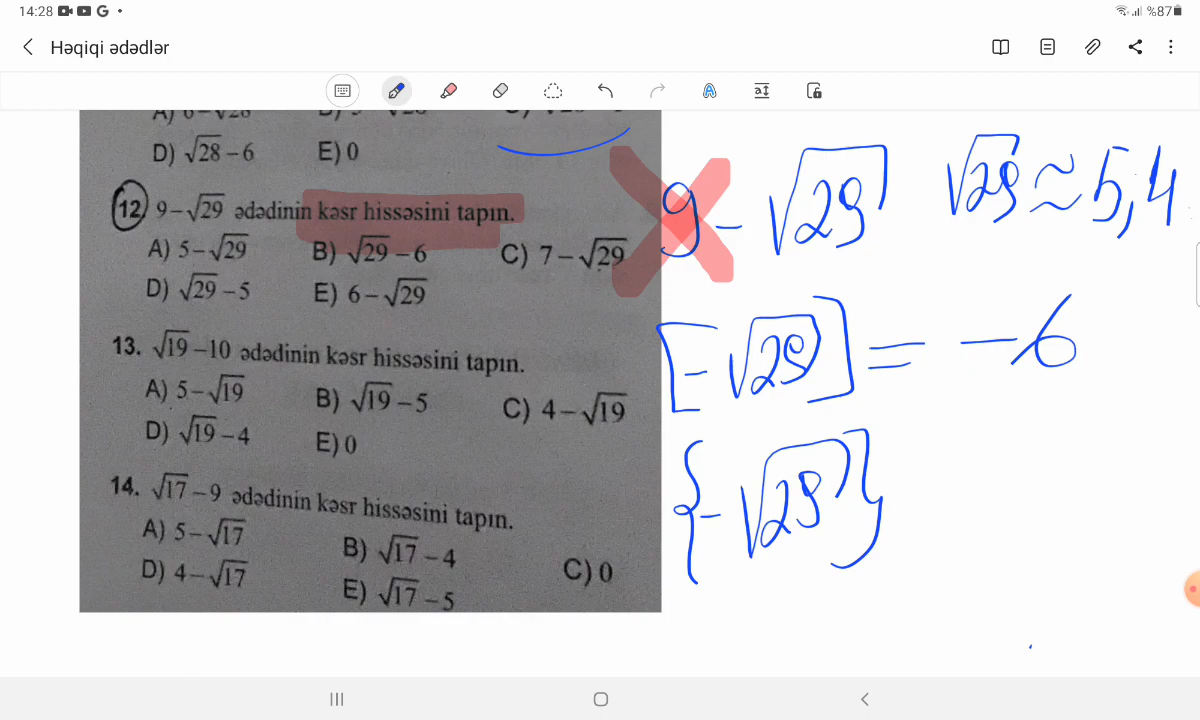 14:28 G • %87
Həqiqi ədədlər
D) √28 – 6 E) 0
12. 9 – √29 ədədinin kəsr hissəsini tapın.
A) 5 – √29 B) √29 – 6 C) 7 – √29
D) √29 – 5 E) 6 – √29
13. √19 – 10 ədədinin kəsr hissəsini tapın.
A) 5 – √19 B) √19 – 5 C) 4 – √19
D) √19 – 4 E) 0
14. √17 – 9 ədədinin kəsr hissəsini tapın.
A) 5 – √17 B) √17 – 4 C) 0
D) 4 – √17 E) √17 – 5
9 – √29 √29 ≈ 5,4
[–√29] = –6
{–√29}